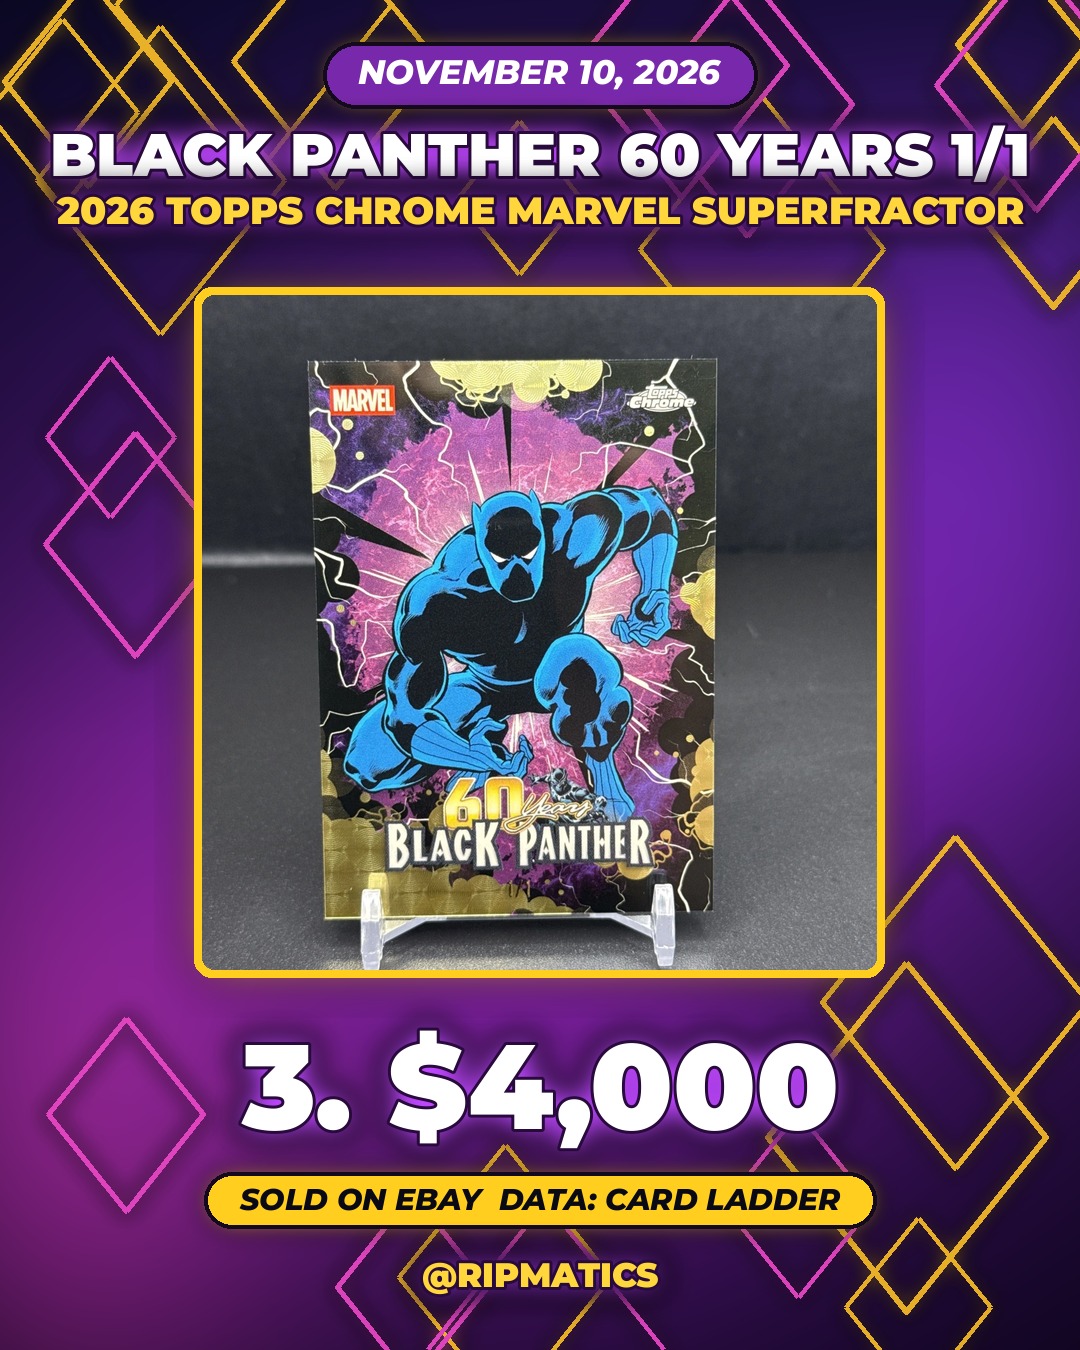 NOVEMBER 10, 2026
BLACK PANTHER 60 YEARS 1/1
2026 TOPPS CHROME MARVEL SUPERFRACTOR
MARVEL
Topps
Chrome
60 Years
BLACK PANTHER
3. $4,000
SOLD ON EBAY DATA: CARD LADDER
@RIPMATICS